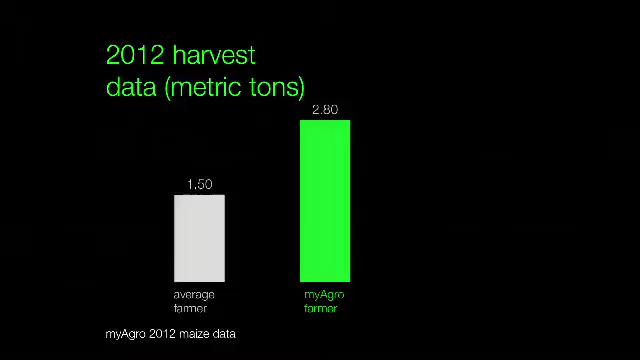 2012 harvest
data (metric tons)
2.80
1.50
average
farmer
myAgro
farmer
myAgro 2012 maize data